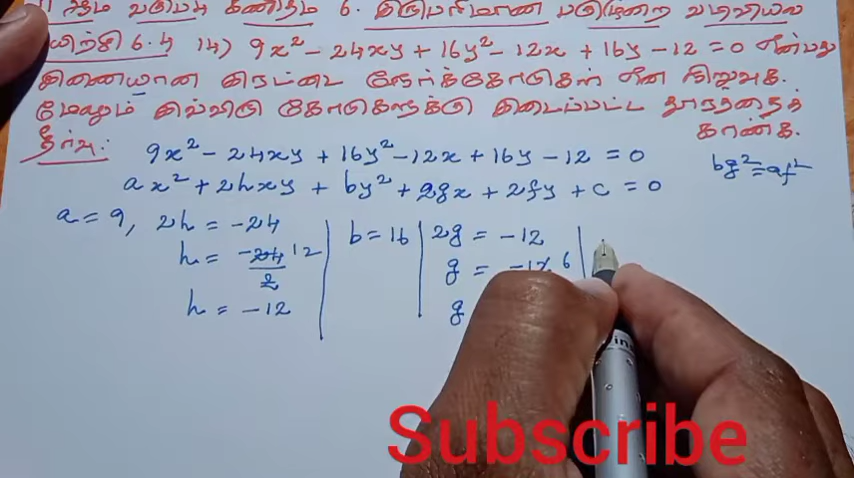 11 ஆம் வகுப்பு கணிதம் 6. இருபரிமாண பகுமுறை வடிவியல்
யிற்சி 6.4 14) 9x² - 24xy + 16y² - 12x + 16y - 12 = 0 என்பது
இணையான இரட்டை நேர்க்கோடுகள் என நிறுவுக.
மேலும் இவ்விரு கோடுகளுக்கு இடைப்பட்ட தூரத்தைக்
காண்க.
தீர்வு:
9x² - 24xy + 16y² - 12x + 16y - 12 = 0
bg² = af²
ax² + 2hxy + by² + 2gx + 2fy + c = 0
a = 9, 2h = -24 b = 16 2g = -12
h = -24 12 / 2 g = -12 6
h = -12 g
Subscribe